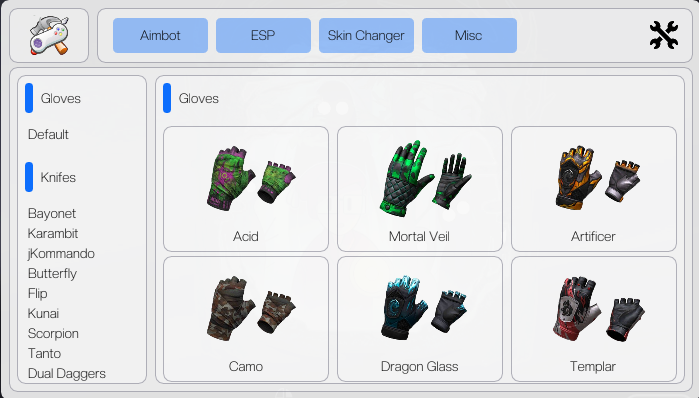 Aimbot
ESP
Skin Changer
Misc
Gloves
Default
Knifes
Bayonet
Karambit
jKommando
Butterfly
Flip
Kunai
Scorpion
Tanto
Dual Daggers
Gloves
Acid
Mortal Veil
Artificer
Camo
Dragon Glass
Templar